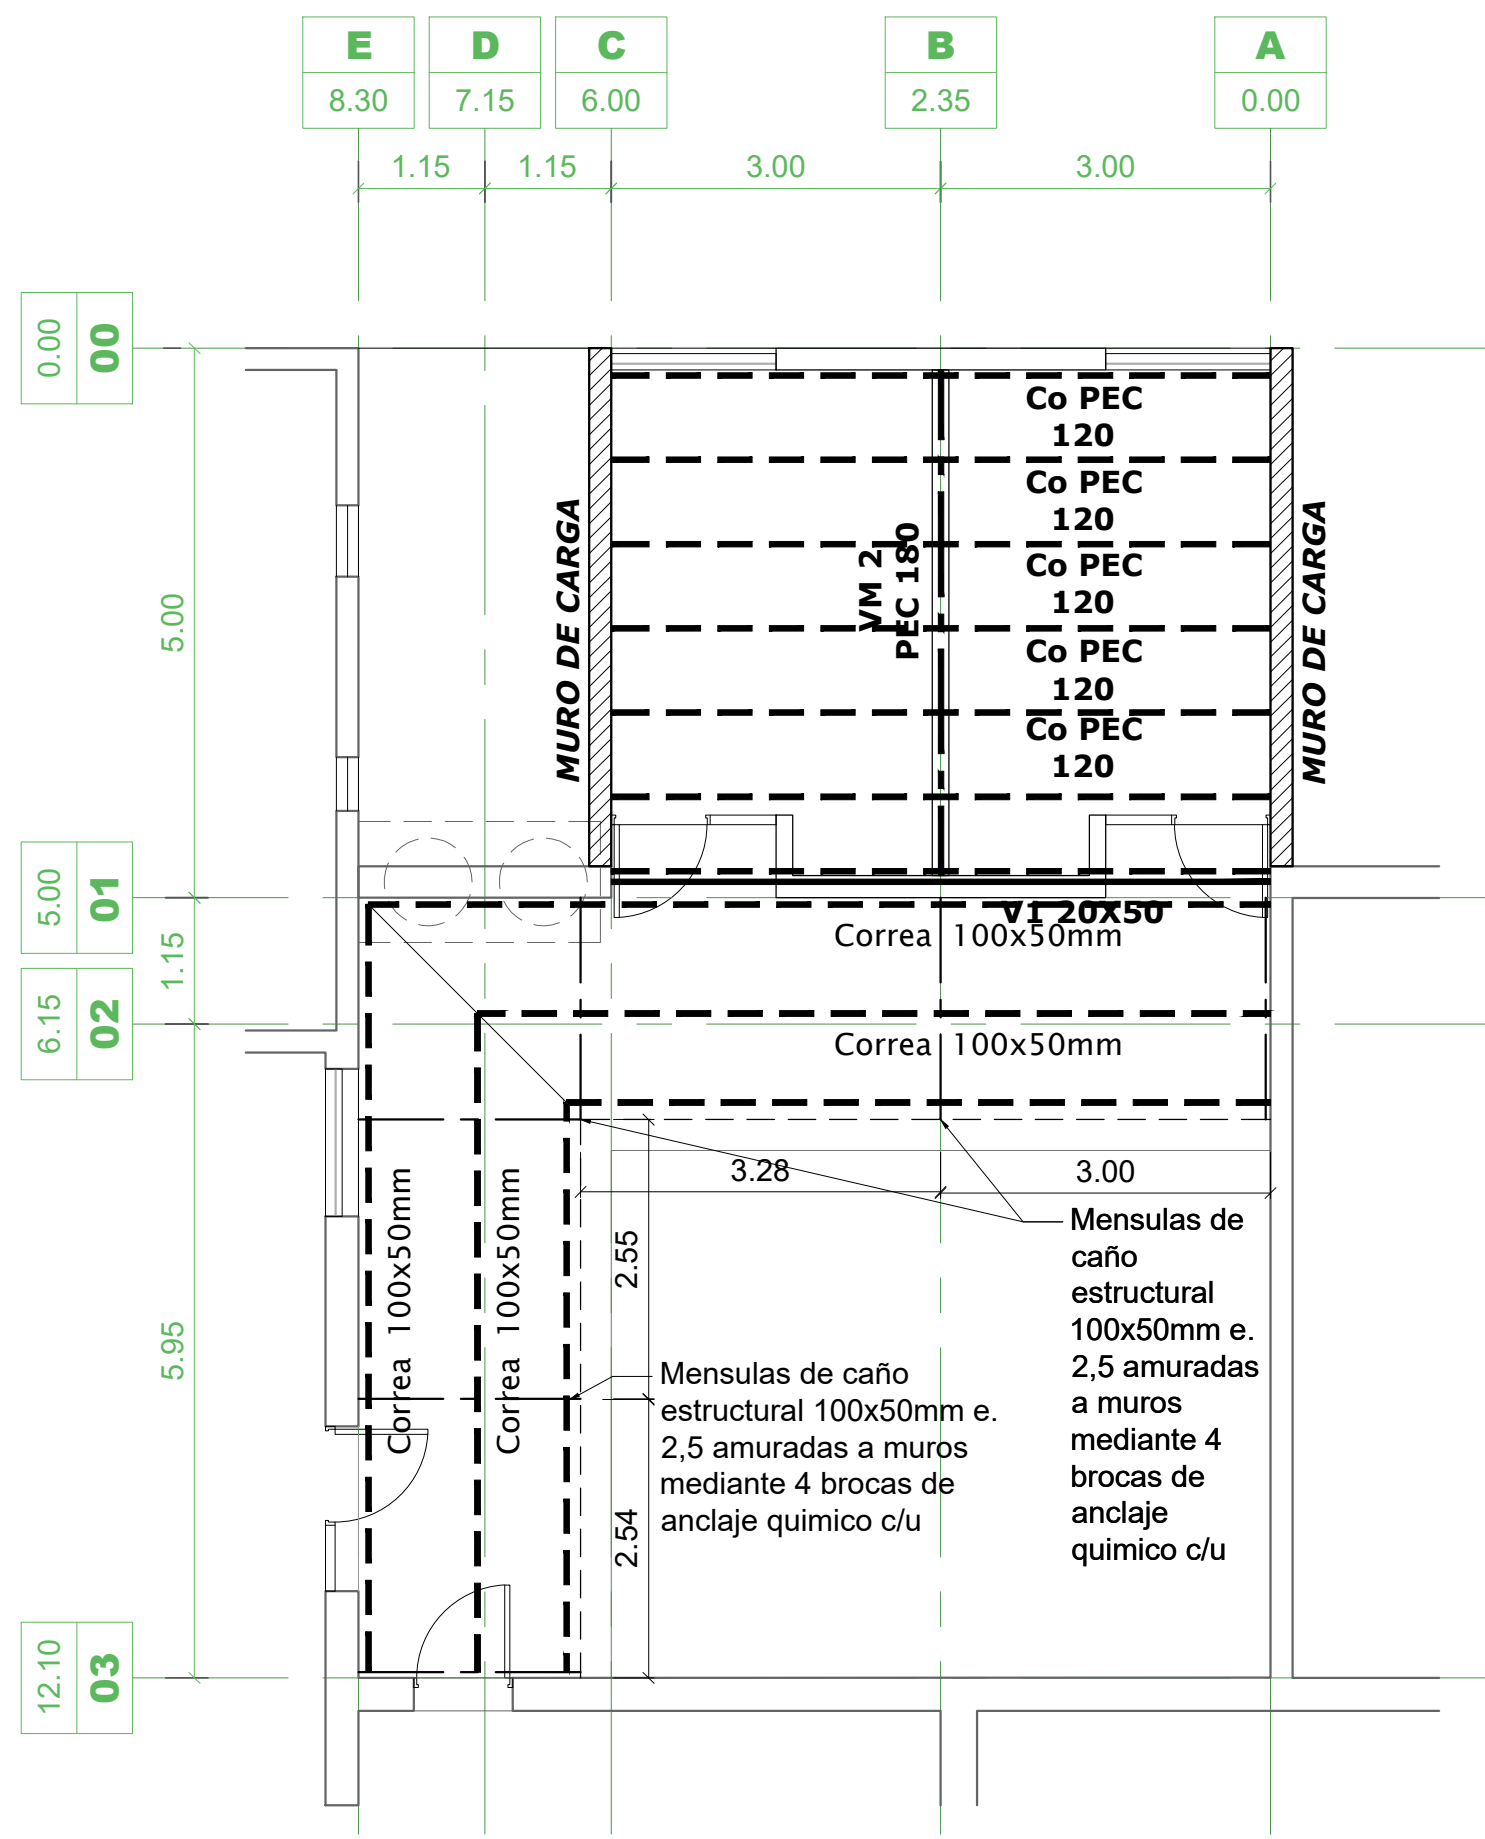 E
D
C
B
A
8.30
7.15
6.00
2.35
0.00
1.15
1.15
3.00
3.00
0.00
00
5.00
5.00
01
1.15
6.15
02
5.95
12.10
03
MURO DE CARGA
MURO DE CARGA
VM 2
PEC 180
Co PEC
120
Co PEC
120
Co PEC
120
Co PEC
120
Co PEC
120
V1 20X50
Correa 100x50mm
Correa 100x50mm
3.28
3.00
Correa 100x50mm
Correa 100x50mm
2.55
2.54
Mensulas de caño
estructural 100x50mm e.
2,5 amuradas a muros
mediante 4 brocas de
anclaje quimico c/u
Mensulas de
caño
estructural
100x50mm e.
2,5 amuradas
a muros
mediante 4
brocas de
anclaje
quimico c/u